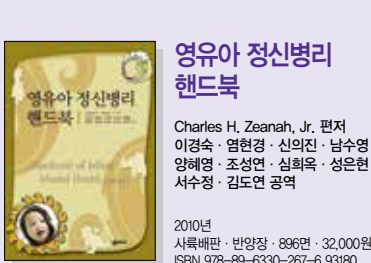 영유아 정신병리
핸드북
영유아 정신병리
핸드북
Charles H. Zeanah, Jr. 편저
이경숙 · 염현경 · 신의진 · 남수영
양혜영 · 조성연 · 심희옥 · 성은현
서수정 · 김도연 공역
2010년
사륙배판 · 반양장 · 896면 · 32,000원
ISBN 978-89-6330-267-6 93180